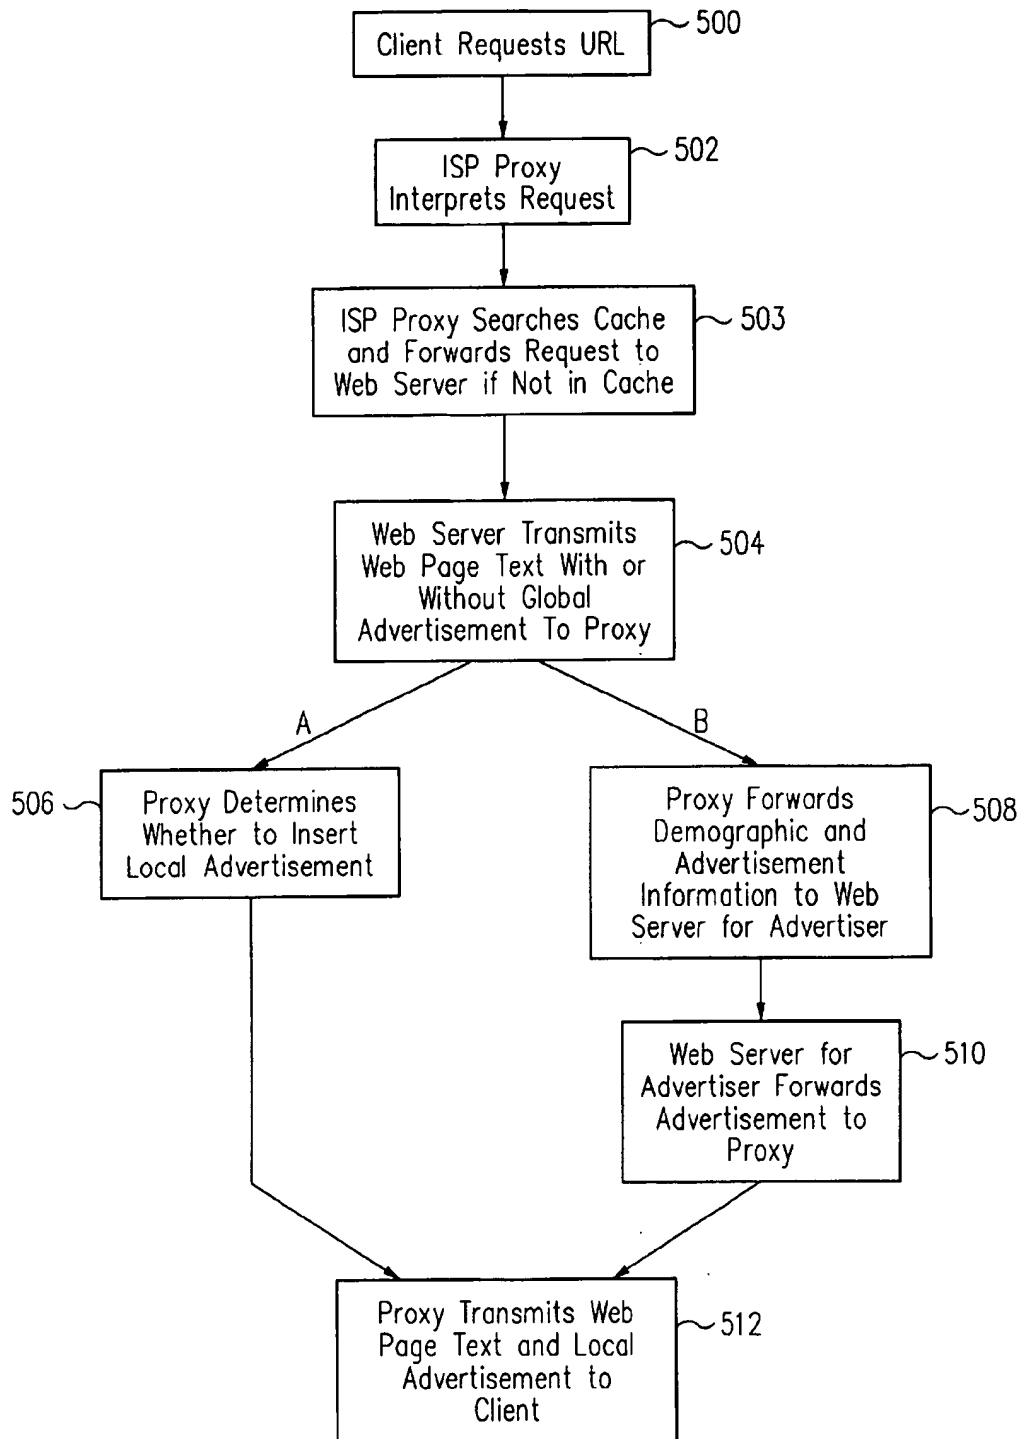 Client Requests URL
500
ISP Proxy
Interprets Request
502
ISP Proxy Searches Cache
and Forwards Request to
Web Server if Not in Cache
503
Web Server Transmits
Web Page Text With or
Without Global
Advertisement To Proxy
504
A
B
506
Proxy Determines
Whether to Insert
Local Advertisement
Proxy Forwards
Demographic and
Advertisement
Information to Web
Server for Advertiser
508
Web Server for
Advertiser Forwards
Advertisement to
Proxy
510
Proxy Transmits Web
Page Text and Local
Advertisement to
Client
512